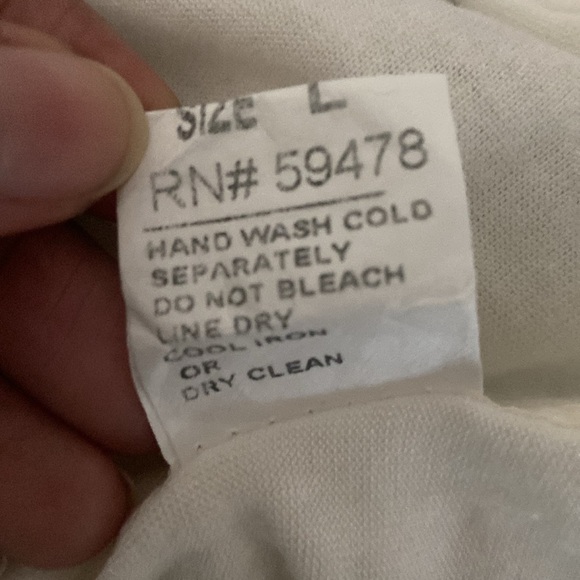 SIZE L
RN# 59478
HAND WASH COLD
SEPARATELY
DO NOT BLEACH
LINE DRY
COOL IRON
OR
DRY CLEAN